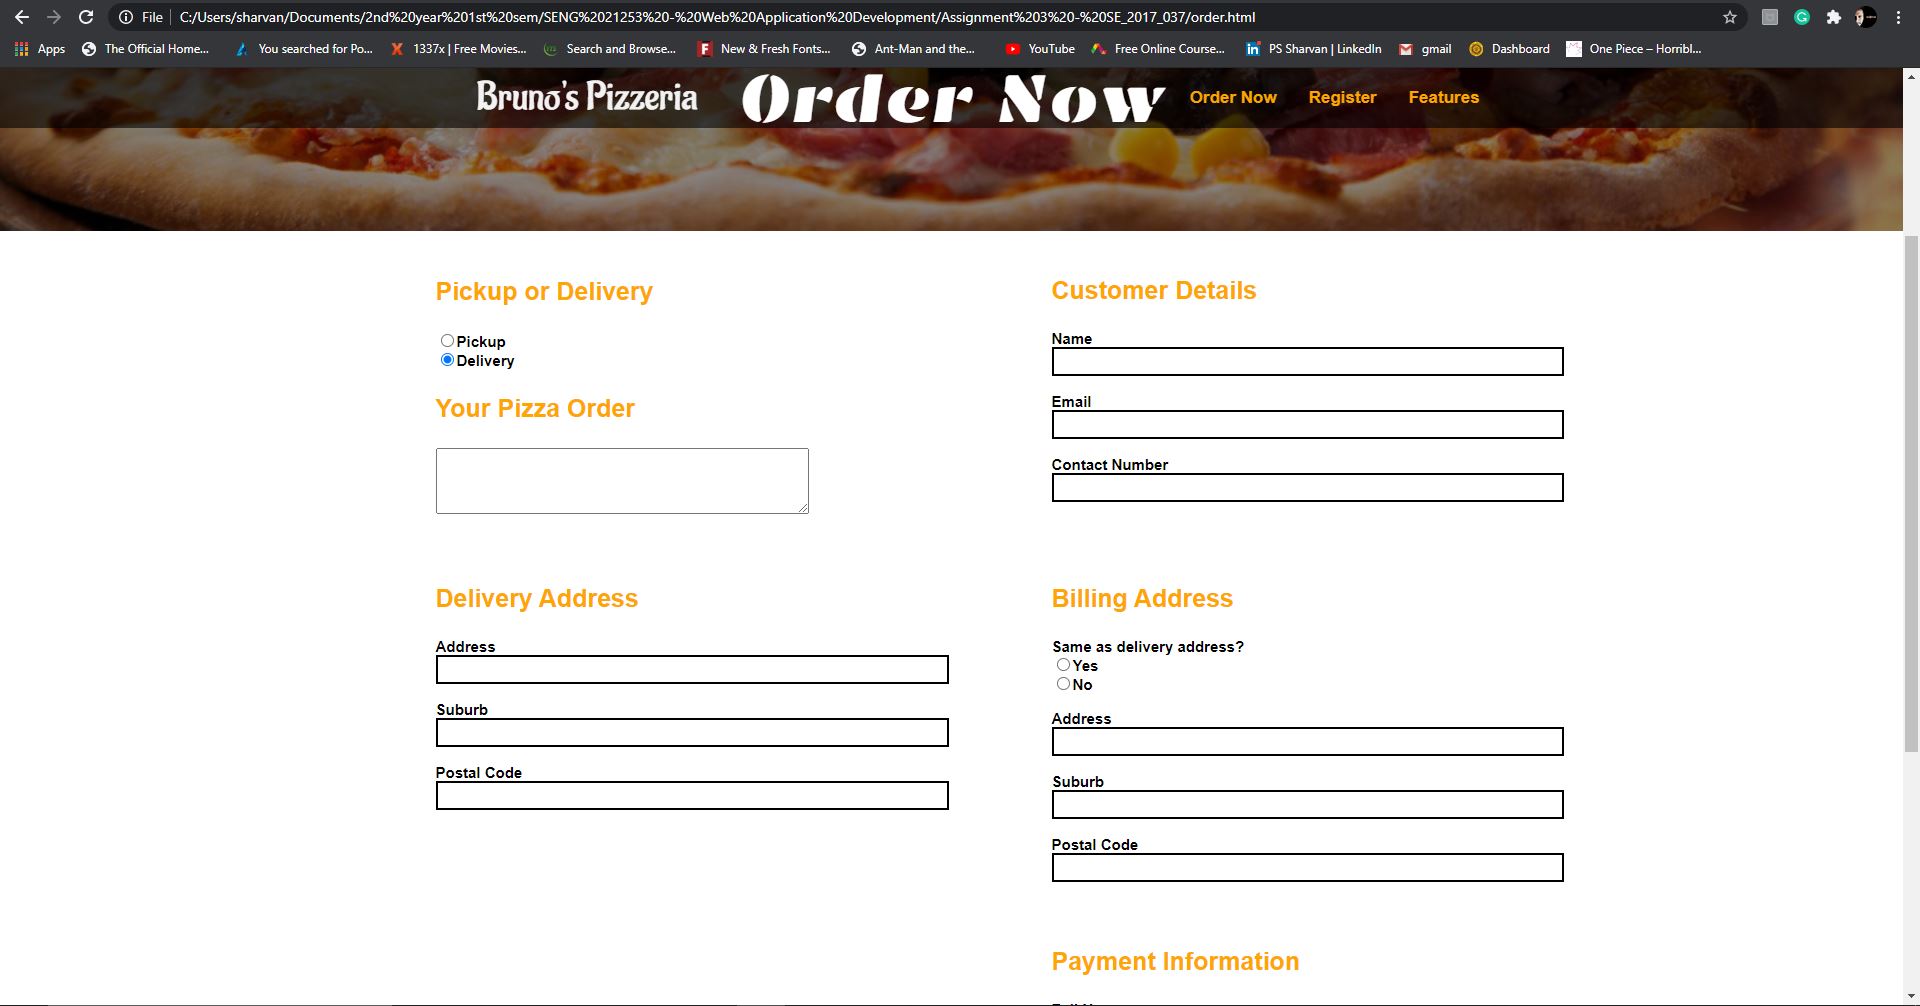 File
C:/Users/sharvan/Documents/2nd%20year%201st%20sem/SENG%2021253%20-%20Web%20Application%20Development/Assignment%203%20-%20SE_2017_037/order.html
Apps
The Official Home...
You searched for Po...
1337x | Free Movies...
Search and Browse...
New & Fresh Fonts...
Ant-Man and the...
YouTube
Free Online Course...
PS Sharvan | LinkedIn
gmail
Dashboard
One Piece – Horribl...
Bruno's Pizzeria
Order Now
Order Now
Register
Features
Pickup or Delivery
Pickup
Delivery
Your Pizza Order
Customer Details
Name
Email
Contact Number
Delivery Address
Address
Suburb
Postal Code
Billing Address
Same as delivery address?
Yes
No
Address
Suburb
Postal Code
Payment Information